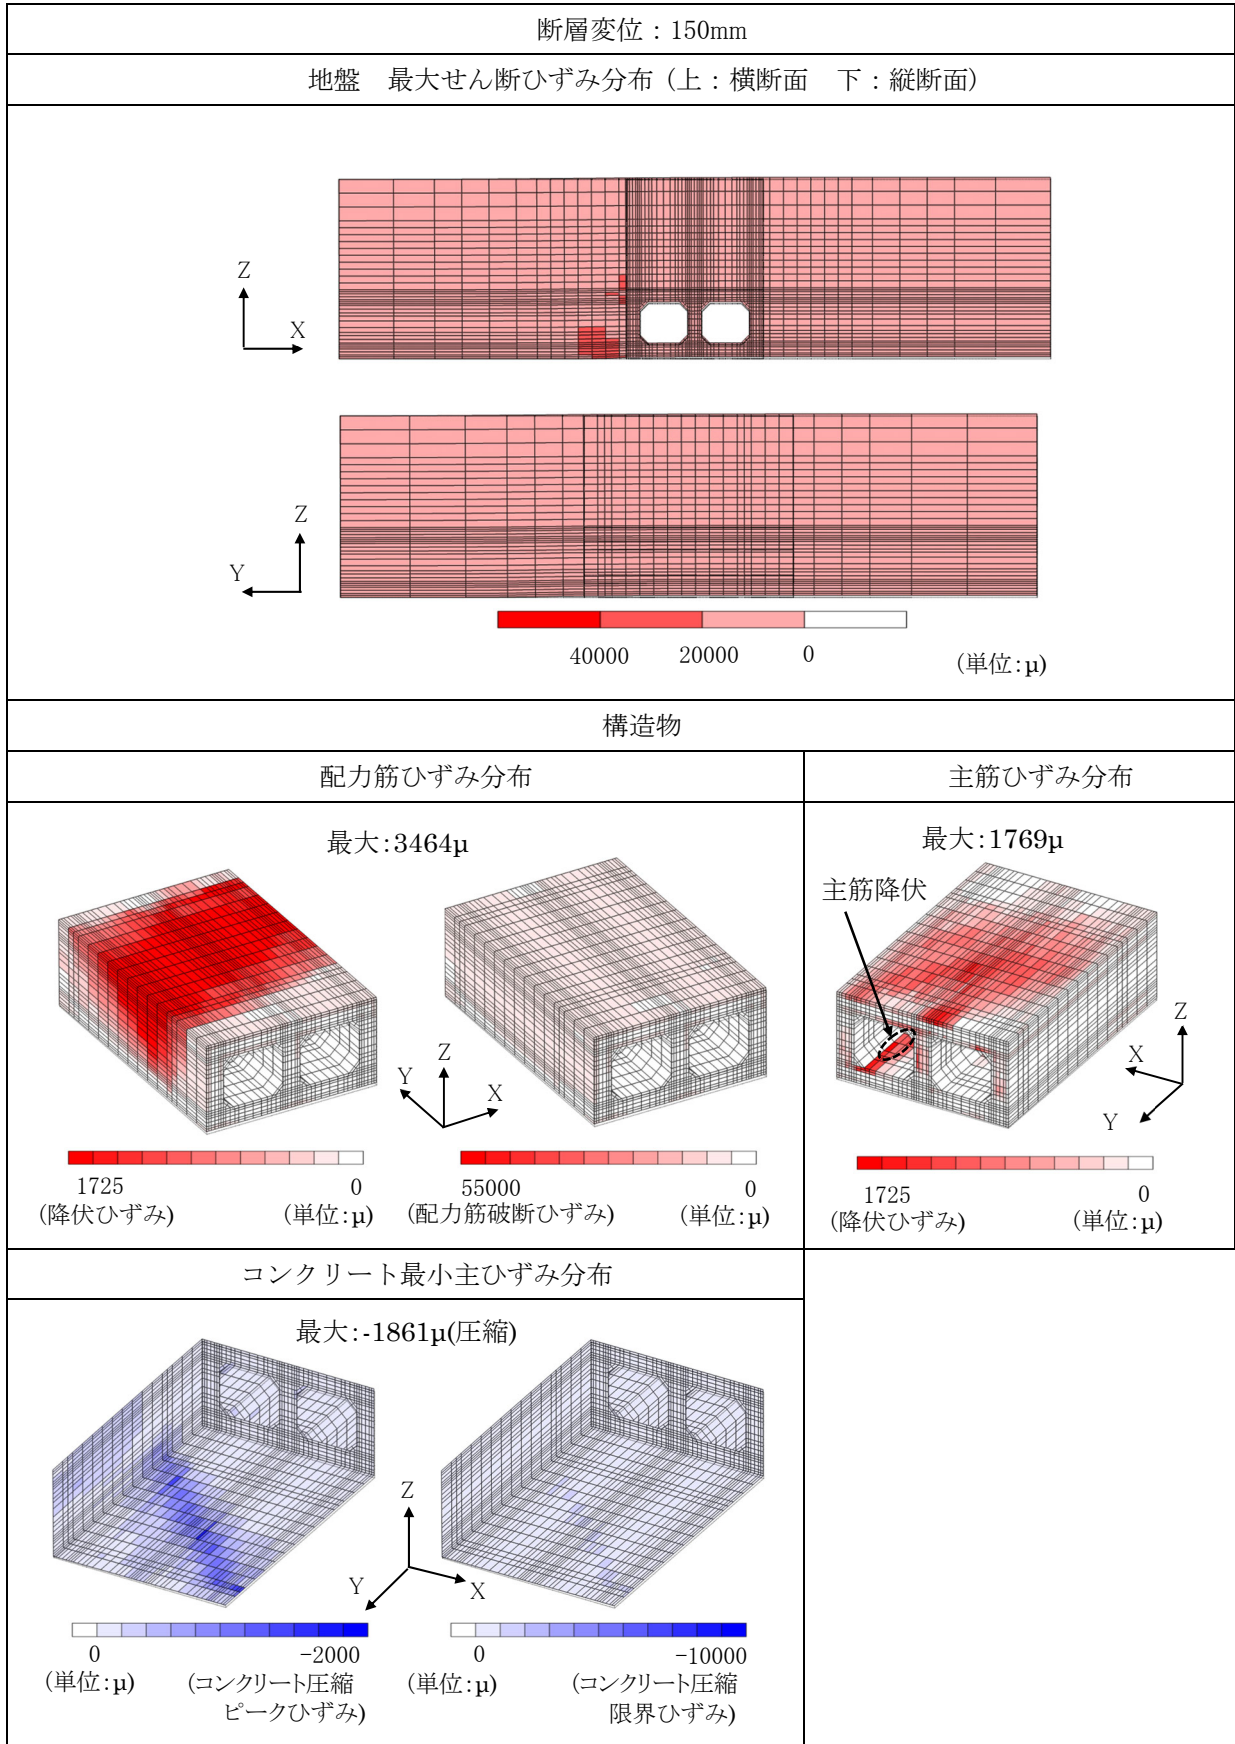 断層変位：150mm
地盤　最大せん断ひずみ分布（上：横断面　下：縦断面）
Z
X
Z
Y
40000 20000 0 (単位:μ)
構造物
配力筋ひずみ分布
主筋ひずみ分布
最大:3464μ
最大:1769μ
主筋降伏
Z
Y
X
Z
X
Y
1725 0
(降伏ひずみ) (単位:μ)
55000 0
(配力筋破断ひずみ) (単位:μ)
1725 0
(降伏ひずみ) (単位:μ)
コンクリート最小主ひずみ分布
最大:-1861μ(圧縮)
Z
Y
X
0 -2000
(単位:μ) (コンクリート圧縮
ピークひずみ)
0 -10000
(単位:μ) (コンクリート圧縮
限界ひずみ)